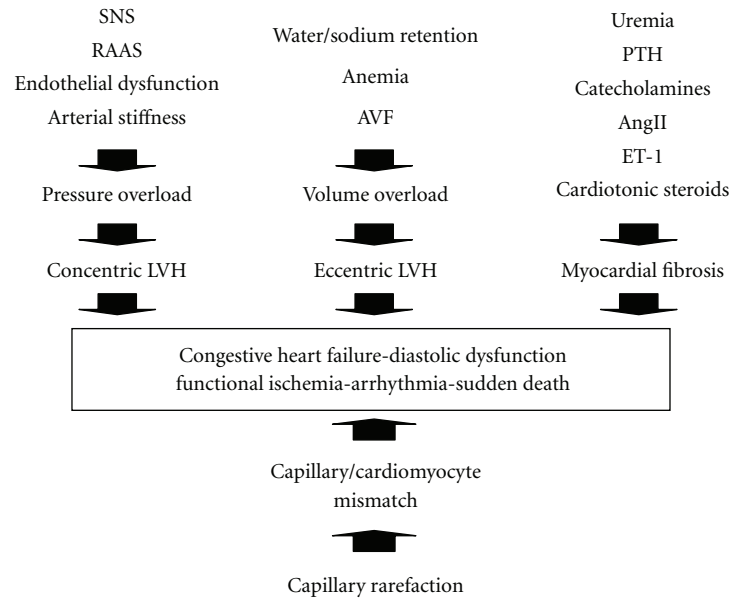 SNS
RAAS
Endothelial dysfunction
Arterial stiffness
Pressure overload
Concentric LVH
Water/sodium retention
Anemia
AVF
Volume overload
Eccentric LVH
Uremia
PTH
Catecholamines
AngII
ET-1
Cardiotonic steroids
Myocardial fibrosis
Congestive heart failure-diastolic dysfunction
functional ischemia-arrhythmia-sudden death
Capillary/cardiomyocyte
mismatch
Capillary rarefaction